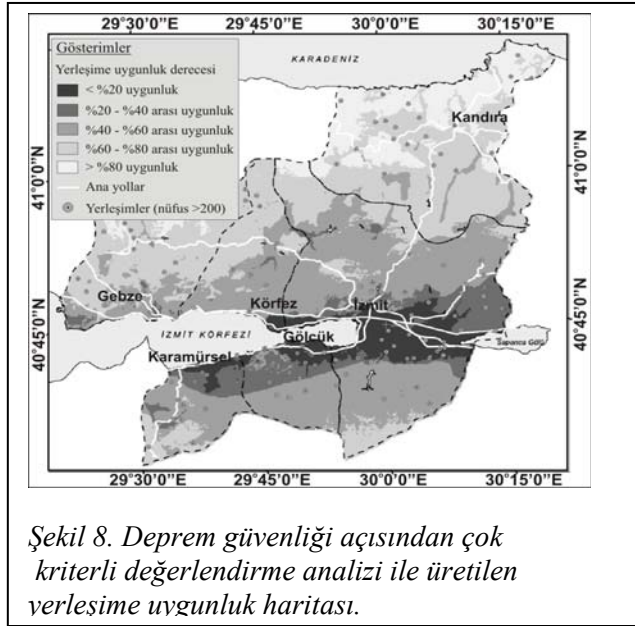 29°30'0"E 29°45'0"E 30°0'0"E 30°15'0"E
Gösterimler
Yerleşime uygunluk derecesi
< %20 uygunluk
%20 - %40 arası uygunluk
%40 - %60 arası uygunluk
%60 - %80 arası uygunluk
> %80 uygunluk
Ana yollar
Yerleşimler (nüfus >200)
KARADENİZ
Kandıra
41°0'0"N 41°0'0"N
Gebze
Körfez
İzmit
İZMİT KÖRFEZİ
Gölcük
Karamürsel
Sapanca Gölü
40°45'0"N 40°45'0"N
29°30'0"E 29°45'0"E 30°0'0"E 30°15'0"E
Şekil 8. Deprem güvenliği açısından çok
kriterli değerlendirme analizi ile üretilen
yerleşime uygunluk haritası.